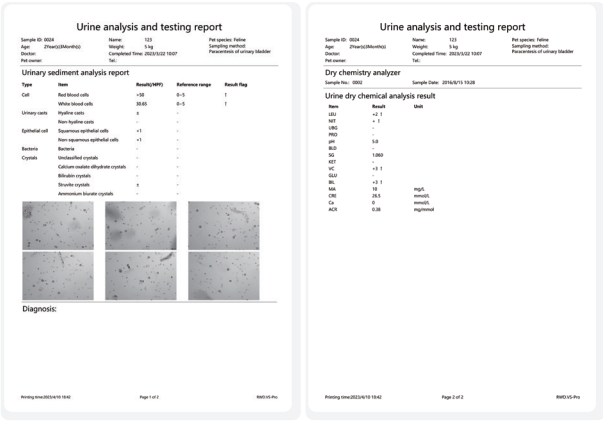 Urine analysis and testing report
Sample ID: 0024 Name: 123 Pet species: Feline
Age: 2Year(s)3Month(s) Weight: 5 kg Sampling method:
Doctor: Completed Time: 2023/3/22 10:07 Paracentesis of urinary bladder
Pet owner: Tel.:
Urinary sediment analysis report
Type Item Result(/HPF) Reference range Result flag
Cell Red blood cells >50 0~5 ↑
White blood cells 30.65 0~5 ↑
Urinary casts Hyaline casts ± -
Non-hyaline casts - -
Epithelial cell Squamous epithelial cells <1 -
Non-squamous epithelial cells <1 -
Bacteria Bacteria - -
Crystals Unclassified crystals - -
Calcium oxalate dihydrate crystals - -
Bilirubin crystals - -
Struvite crystals ± -
Ammonium biurate crystals - -
Diagnosis:
Printing time:2023/4/10 18:42 Page 1 of 2 RWD.V5-Pro
Urine analysis and testing report
Sample ID: 0024 Name: 123 Pet species: Feline
Age: 2Year(s)3Month(s) Weight: 5 kg Sampling method:
Doctor: Completed Time: 2023/3/22 10:07 Paracentesis of urinary bladder
Pet owner: Tel.:
Dry chemistry analyzer
Sample No.: 0002 Sample Date: 2016/6/15 10:28
Urine dry chemical analysis result
Item Result Unit
LEU +2 ↑
NIT + ↑
UBG -
PRO -
pH 5.0
BLD -
SG 1.060
KET -
VC +3 ↑
GLU -
BIL +3 ↑
MA 10 mg/L
CRE 26.5 mmol/L
Ca 0 mmol/L
ACR 0.38 mg/mmol
Printing time:2023/4/10 18:42 Page 2 of 2 RWD.V5-Pro